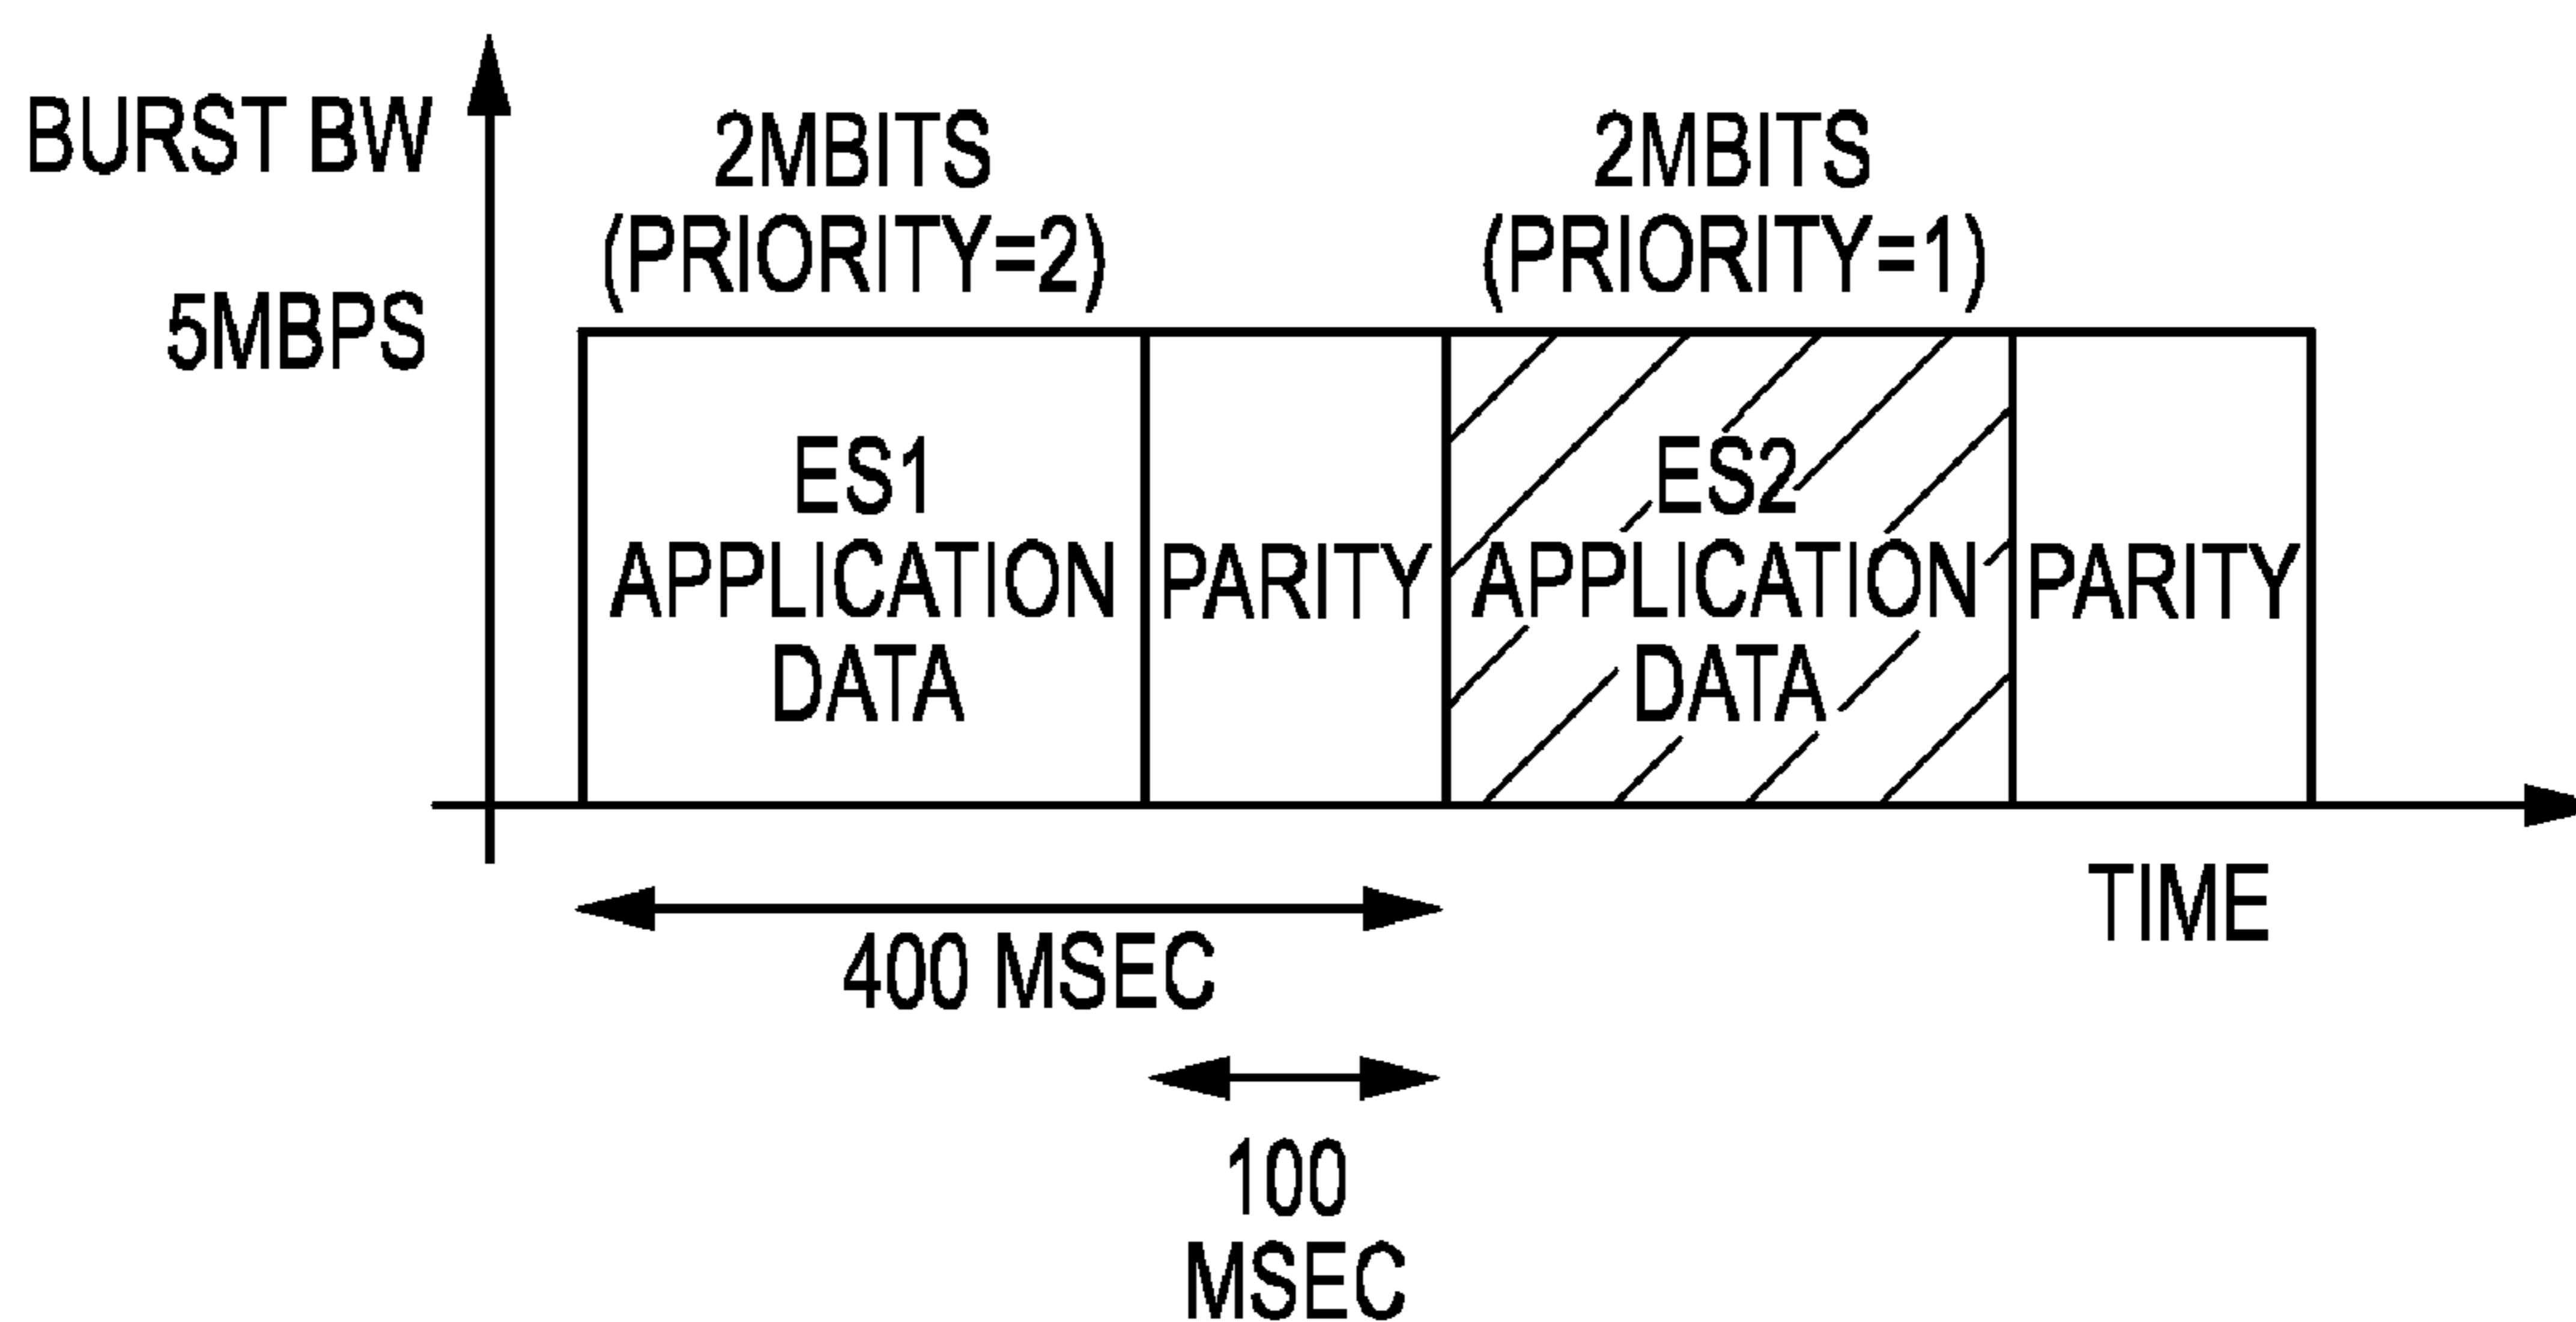 BURST BW
5MBPS
2MBITS
(PRIORITY=2)
2MBITS
(PRIORITY=1)
ES1
APPLICATION
DATA
PARITY
ES2
APPLICATION
DATA
PARITY
TIME
400 MSEC
100
MSEC